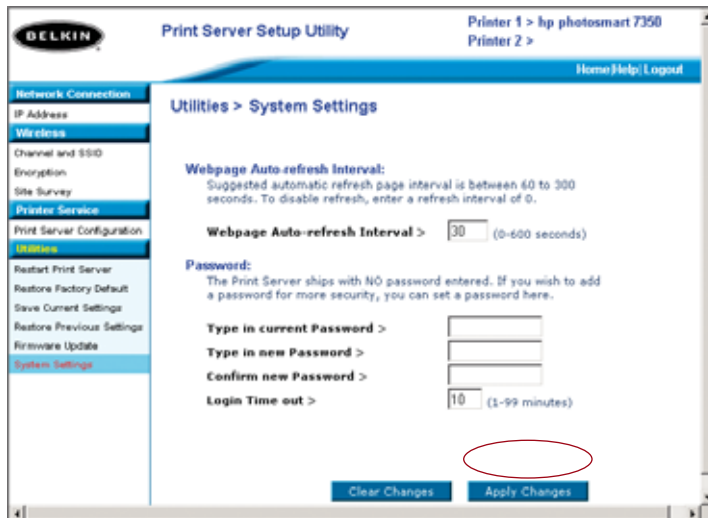 BELKIN
Print Server Setup Utility
Printer 1 > hp photosmart 7350
Printer 2 >
Home|Help|Logout
Network Connection
IP Address
Wireless
Channel and SSID
Encryption
Site Survey
Printer Service
Print Server Configuration
Utilities
Restart Print Server
Restore Factory Default
Save Current Settings
Restore Previous Settings
Firmware Update
System Settings
Utilities > System Settings
Webpage Auto-refresh Interval:
Suggested automatic refresh page interval is between 60 to 300
seconds. To disable refresh, enter a refresh interval of 0.
Webpage Auto-refresh Interval > 30 (0-600 seconds)
Password:
The Print Server ships with NO password entered. If you wish to add
a password for more security, you can set a password here.
Type in current Password >
Type in new Password >
Confirm new Password >
Login Time out > 10 (1-99 minutes)
Clear Changes Apply Changes